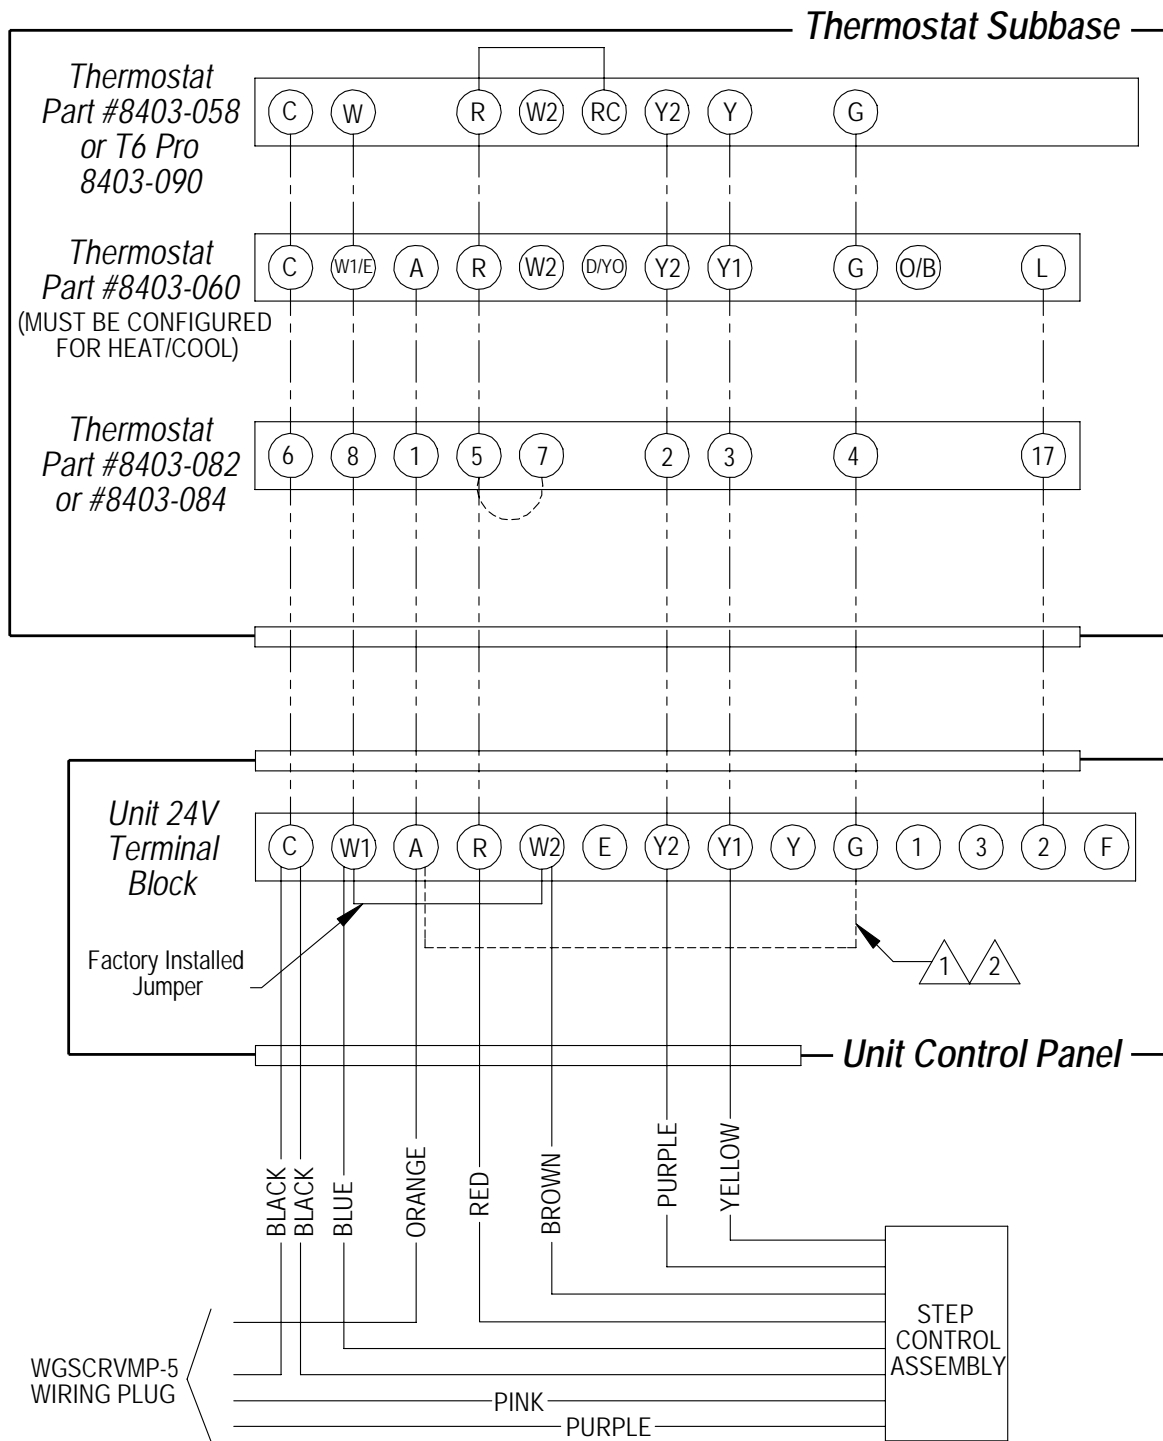 Thermostat Subbase
Thermostat
Part #8403-058
or T6 Pro
8403-090
C W R W2 RC Y2 Y G
Thermostat
Part #8403-060
(MUST BE CONFIGURED
FOR HEAT/COOL)
C W1/E A R W2 D/YO Y2 Y1 G O/B L
Thermostat
Part #8403-082
or #8403-084
6 8 1 5 7 2 3 4 17
Unit 24V
Terminal
Block
C W1 A R W2 E Y2 Y1 Y G 1 3 2 F
Factory Installed
Jumper
1 2
Unit Control Panel
BLACK
BLACK
BLUE
ORANGE
RED
BROWN
PURPLE
YELLOW
STEP
CONTROL
ASSEMBLY
WGSCRVMP-5
WIRING PLUG
PINK
PURPLE